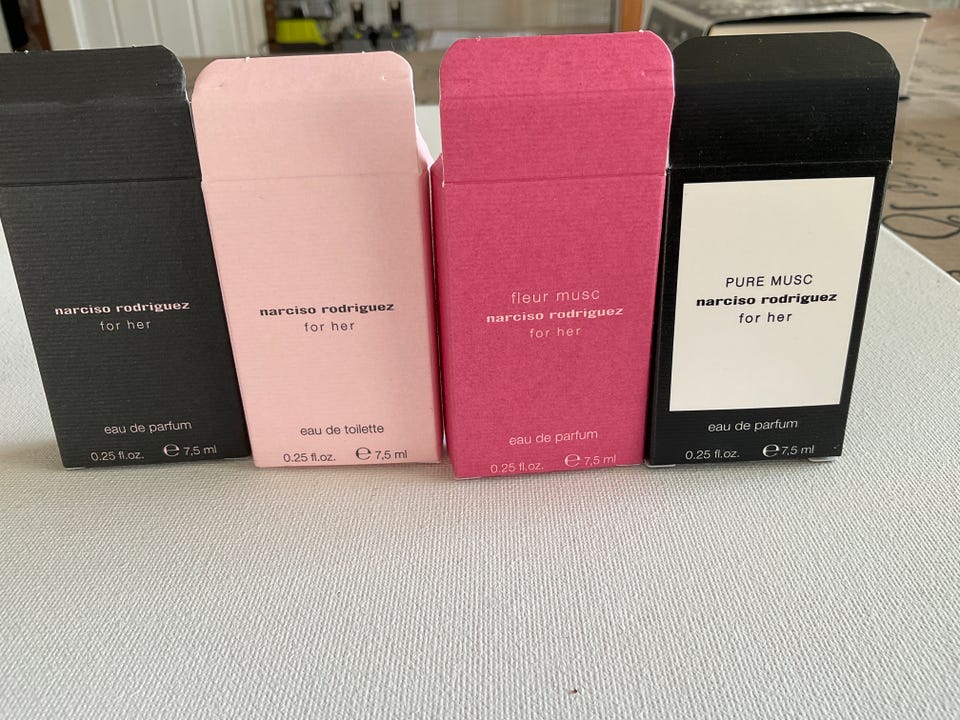 narciso rodriguez
for her
eau de parfum
0.25 fl.oz. ℮ 7,5 ml
narciso rodriguez
for her
eau de toilette
0.25 fl.oz. ℮ 7,5 ml
fleur musc
narciso rodriguez
for her
eau de parfum
0.25 fl.oz. ℮ 7,5 ml
PURE MUSC
narciso rodriguez
for her
eau de parfum
0.25 fl.oz. ℮ 7,5 ml